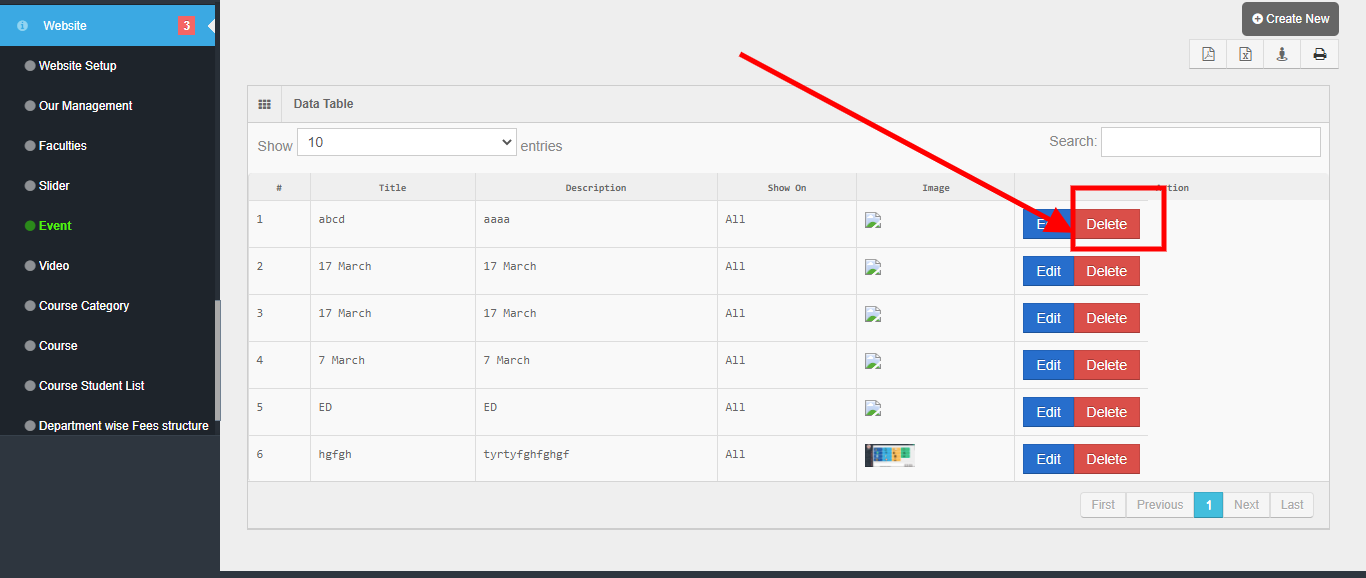 Website 3
Website Setup
Our Management
Faculties
Slider
Event
Video
Course Category
Course
Course Student List
Department wise Fees structure
Create New
Data Table
Show 10 entries
Search:
# Title Description Show On Image Action
1 abcd aaaa All Edit Delete
2 17 March 17 March All Edit Delete
3 17 March 17 March All Edit Delete
4 7 March 7 March All Edit Delete
5 ED ED All Edit Delete
6 hgfgh tyrtyfghfghgf All Edit Delete
First Previous 1 Next Last